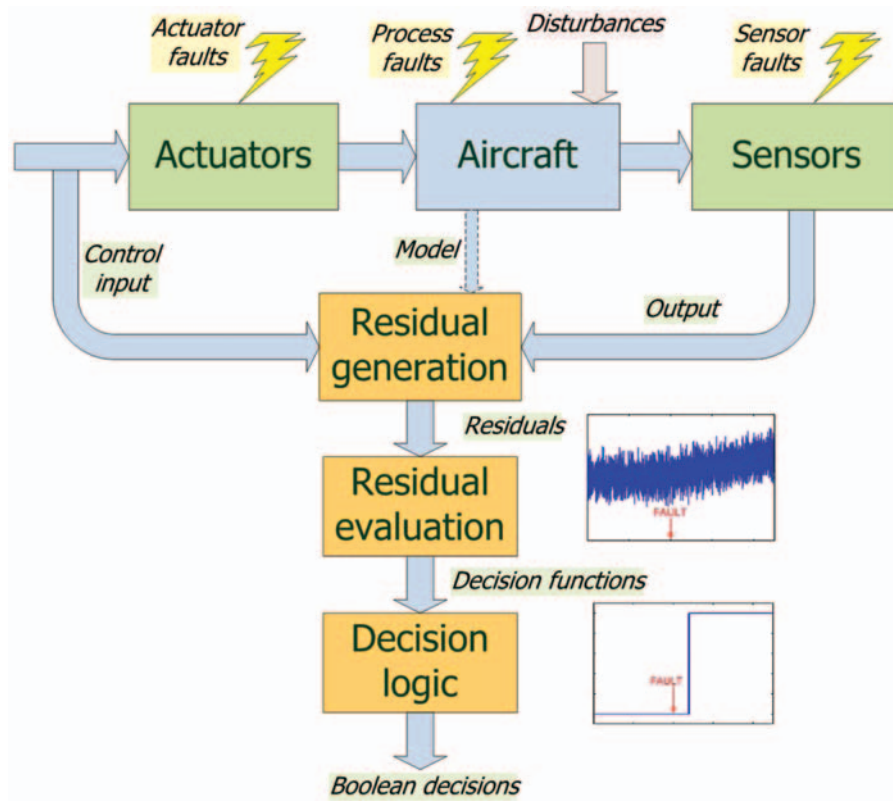 Actuator
faults
Process
faults
Disturbances
Sensor
faults
Actuators
Aircraft
Sensors
Control
input
Model
Output
Residual
generation
Residuals
FAULT
Residual
evaluation
Decision functions
FAULT
Decision
logic
Boolean decisions